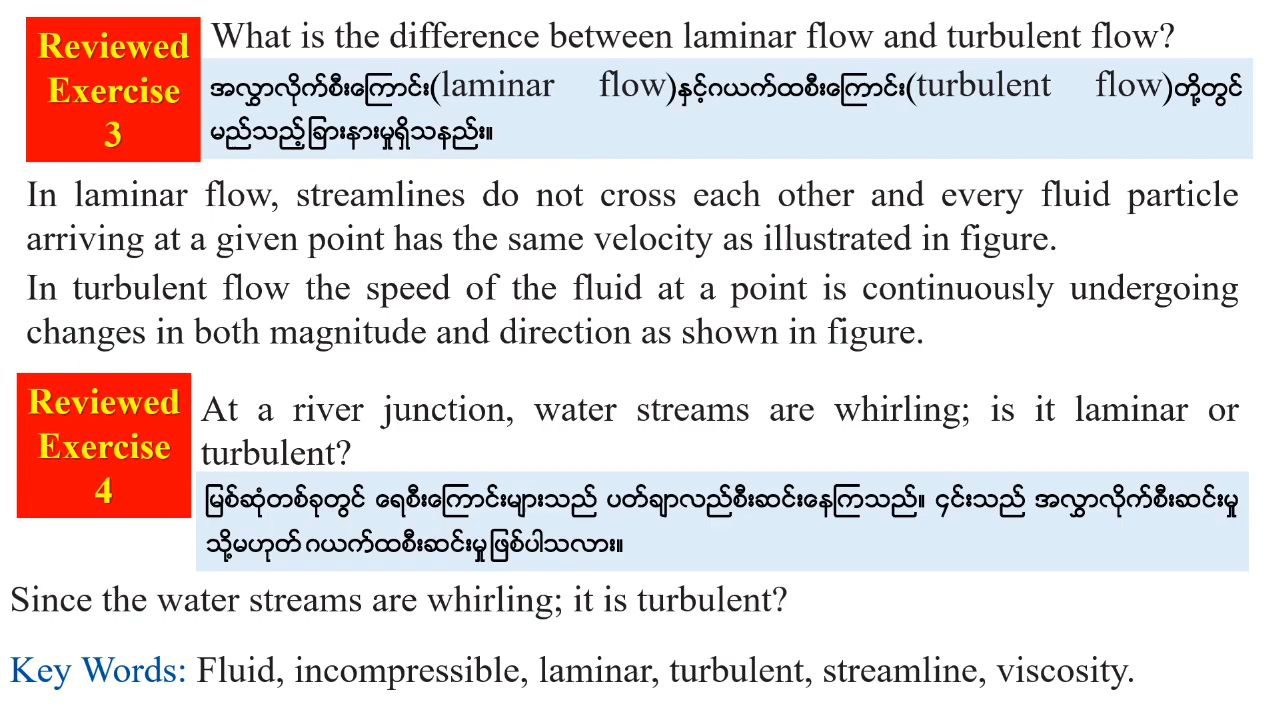 Reviewed
Exercise
3
What is the difference between laminar flow and turbulent flow?
အလွှာလိုက်စီးကြောင်း(laminar flow)နှင့်ဂယက်ထစီးကြောင်း(turbulent flow)တို့တွင်
မည်သည့်ခြားနားမှုရှိသနည်း။
In laminar flow, streamlines do not cross each other and every fluid particle
arriving at a given point has the same velocity as illustrated in figure.
In turbulent flow the speed of the fluid at a point is continuously undergoing
changes in both magnitude and direction as shown in figure.
Reviewed
Exercise
4
At a river junction, water streams are whirling; is it laminar or
turbulent?
မြစ်ဆုံတစ်ခုတွင် ရေစီးကြောင်းများသည် ပတ်ချာလည်စီးဆင်းနေကြသည်။ ၎င်းသည် အလွှာလိုက်စီးဆင်းမှု
သို့မဟုတ် ဂယက်ထစီးဆင်းမှုဖြစ်ပါသလား။
Since the water streams are whirling; it is turbulent?
Key Words: Fluid, incompressible, laminar, turbulent, streamline, viscosity.